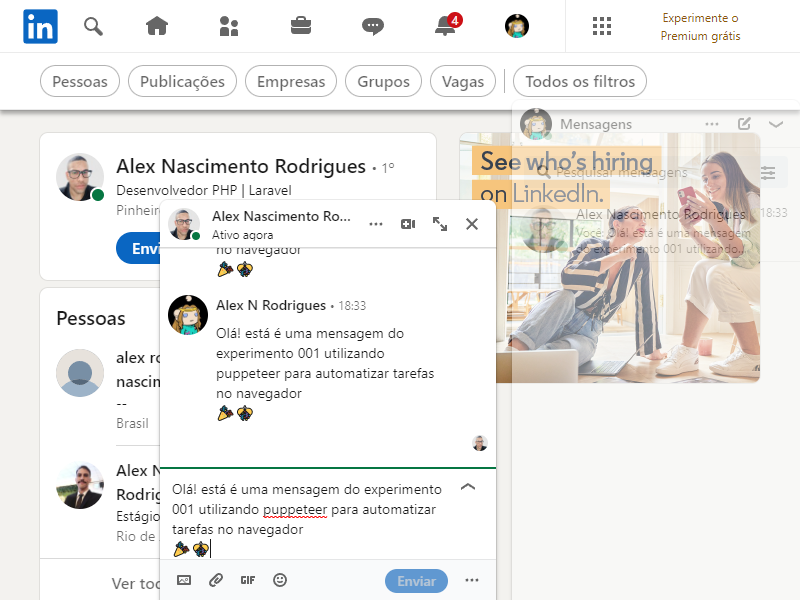 in
4
Experimente o
Premium grátis
Pessoas
Publicações
Empresas
Grupos
Vagas
Todos os filtros
Mensagens
Alex Nascimento Rodrigues • 1º
Desenvolvedor PHP | Laravel
Pinheir
Envi
See who's hiring
on LinkedIn.
Pesquisar mensagens
Alex Nascimento Rodrigues
18:33
Você: Olá! está é uma mensagem
do experimento 001 utilizando...
Alex Nascimento Ro...
Ativo agora
no navegador
Alex N Rodrigues • 18:33
Olá! está é uma mensagem do
experimento 001 utilizando
puppeteer para automatizar tarefas
no navegador
Pessoas
alex ro
nascin
--
Brasil
Alex N
Rodrig
Estágio
Rio de
Ver tod
Olá! está é uma mensagem do experimento
001 utilizando puppeteer para automatizar
tarefas no navegador
GIF
Enviar